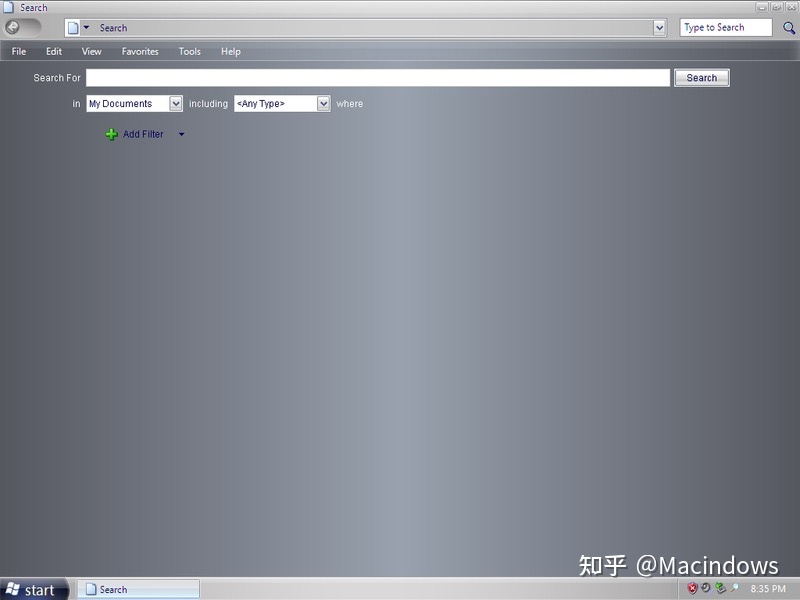 Search
Search
Type to Search
File Edit View Favorites Tools Help
Search For
Search
in My Documents including <Any Type> where
Add Filter
知乎 @Macindows
start Search 8:35 PM